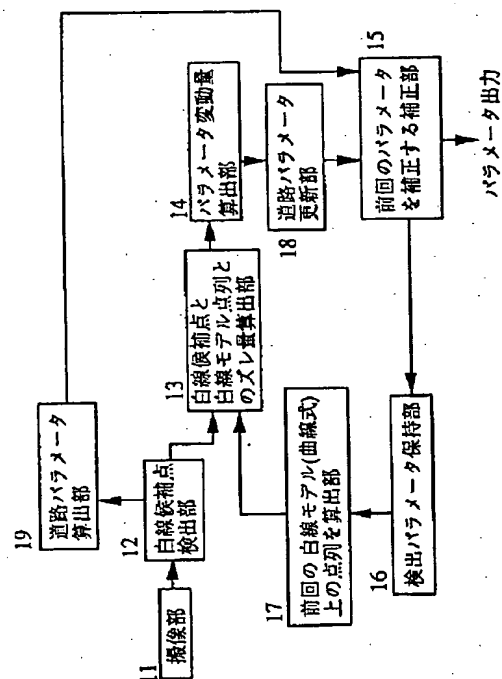 11
撮像部
12
白線候補点
検出部
19
道路パラメータ
算出部
13
白線候補点と
白線モデル点列と
のズレ量算出部
14
パラメータ変動量
算出部
18
道路パラメータ
更新部
15
前回のパラメータ
を補正する補正部
パラメータ出力
16
検出パラメータ保持部
17
前回の白線モデル(曲線式)
上の点列を算出部